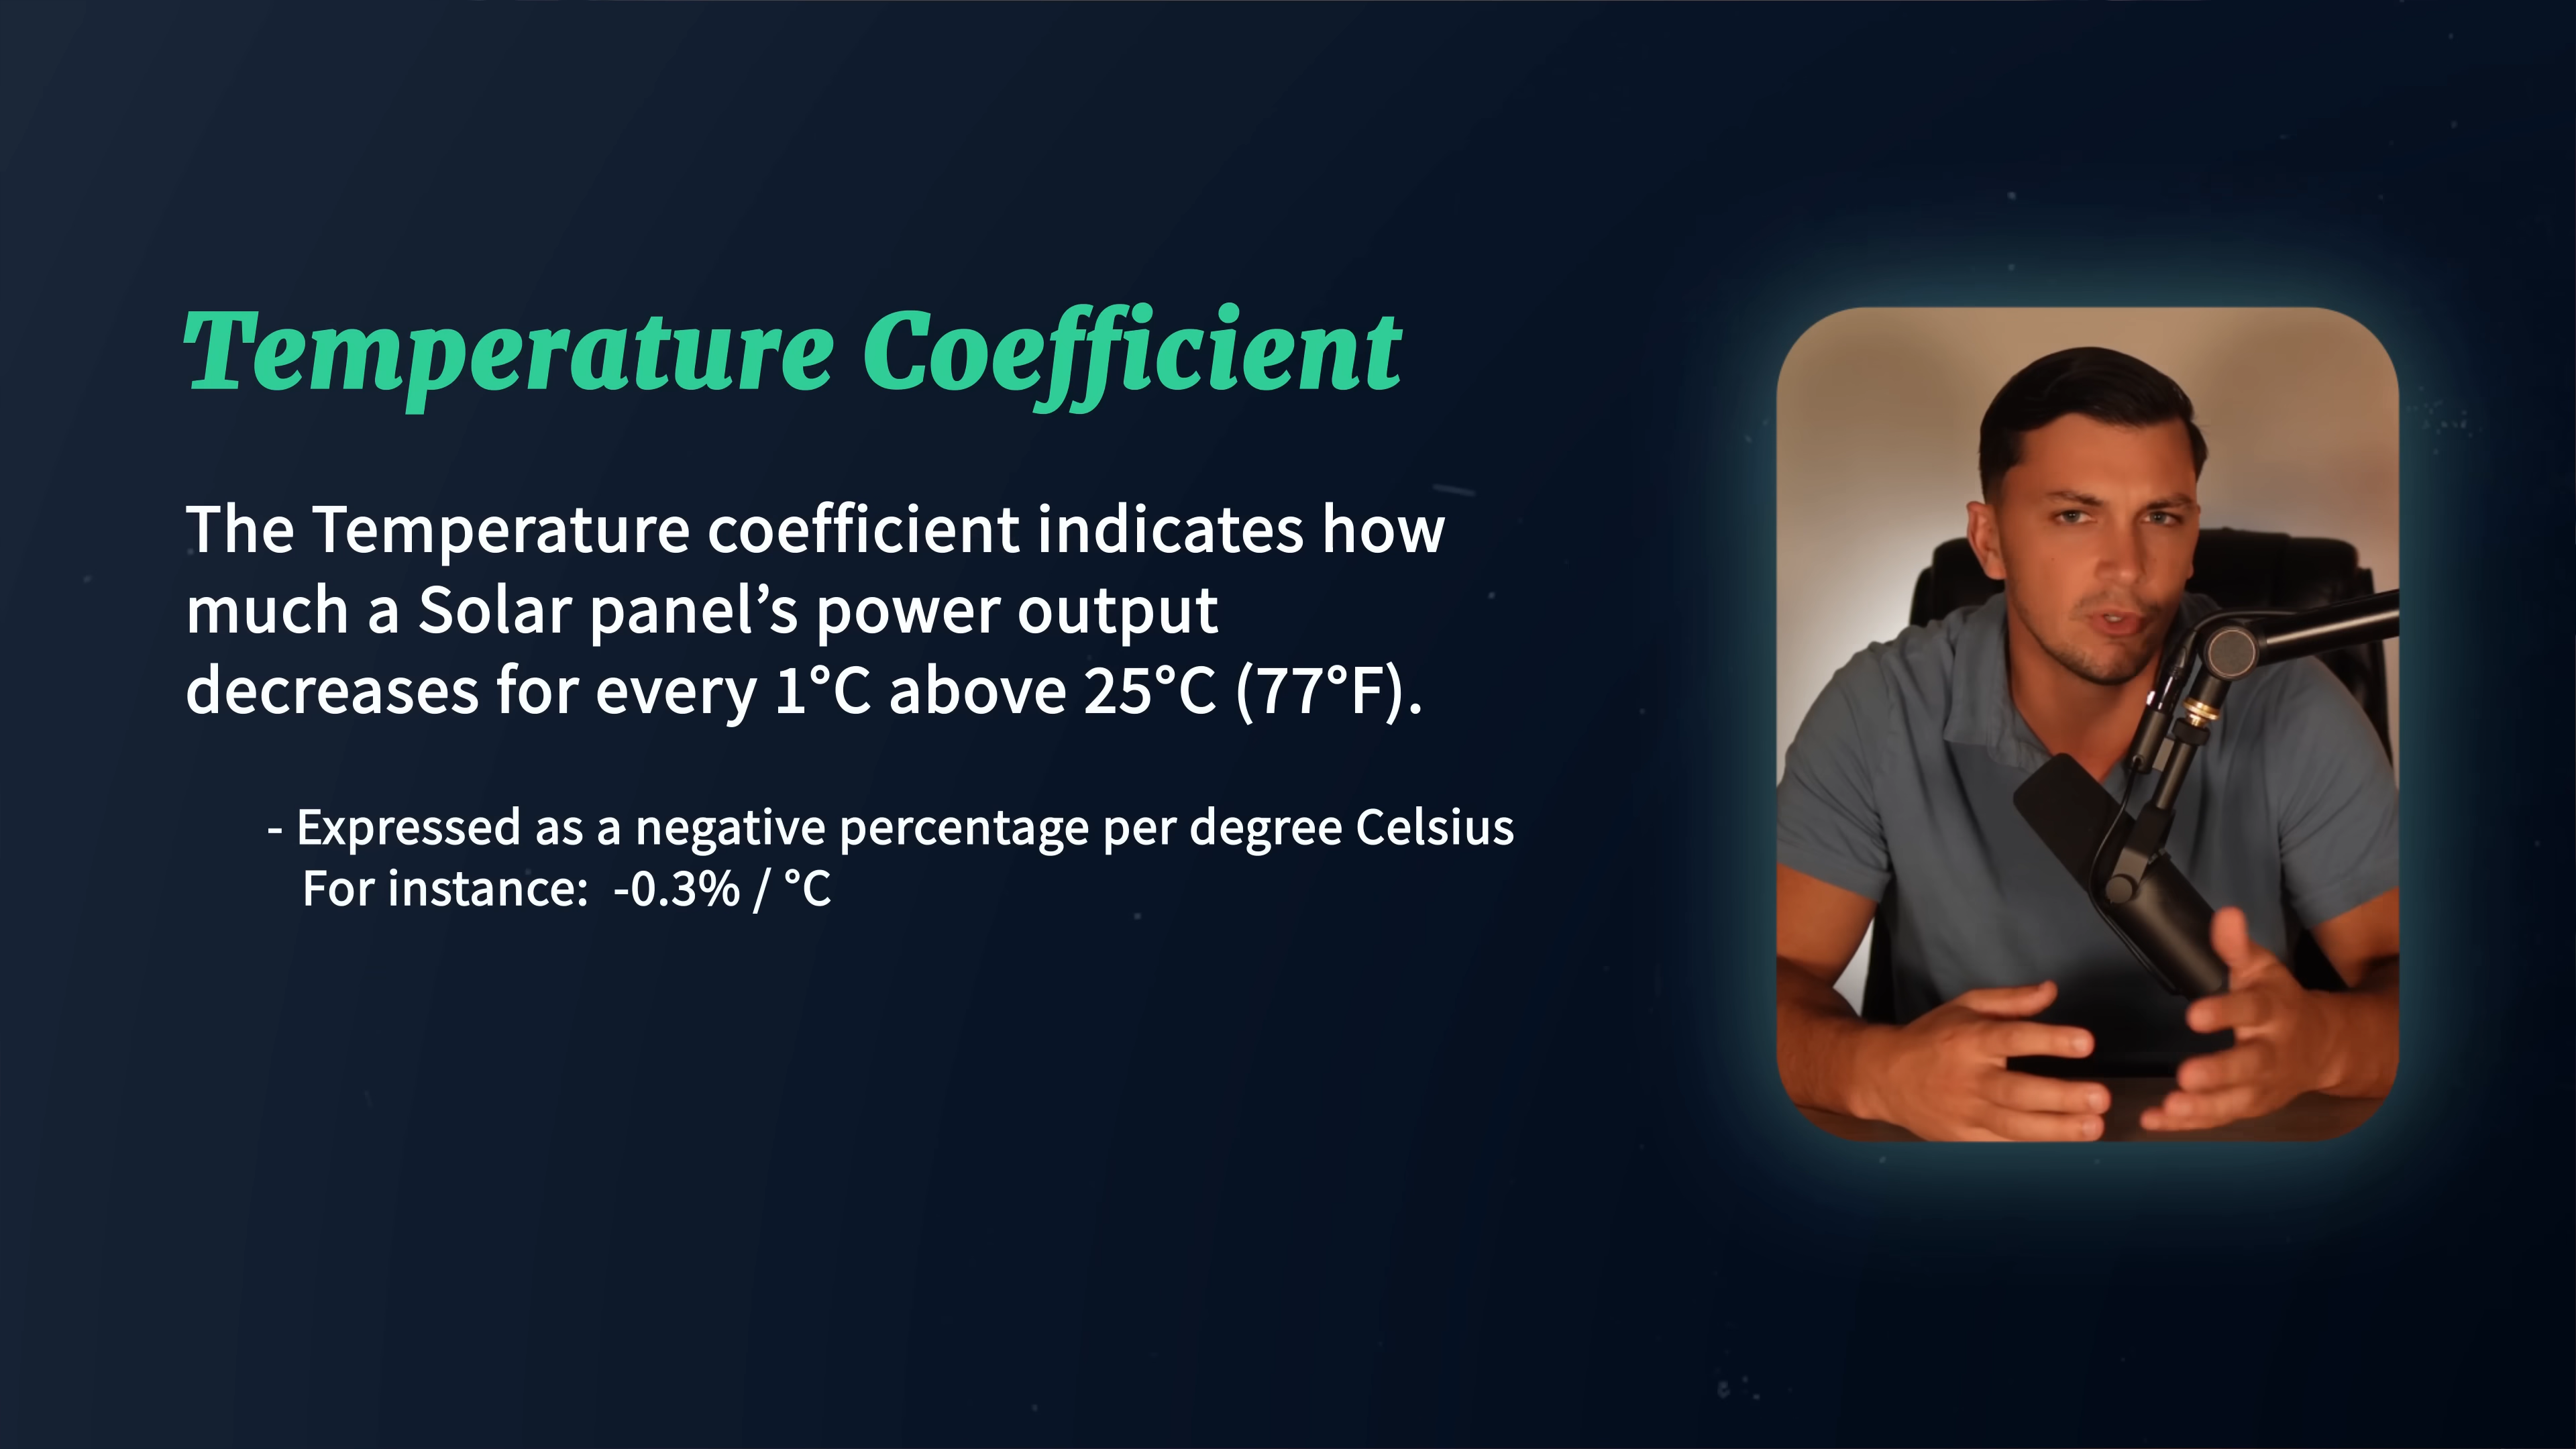 Temperature Coefficient
The Temperature coefficient indicates how
much a Solar panel’s power output
decreases for every 1°C above 25°C (77°F).
- Expressed as a negative percentage per degree Celsius
For instance:  -0.3% / °C